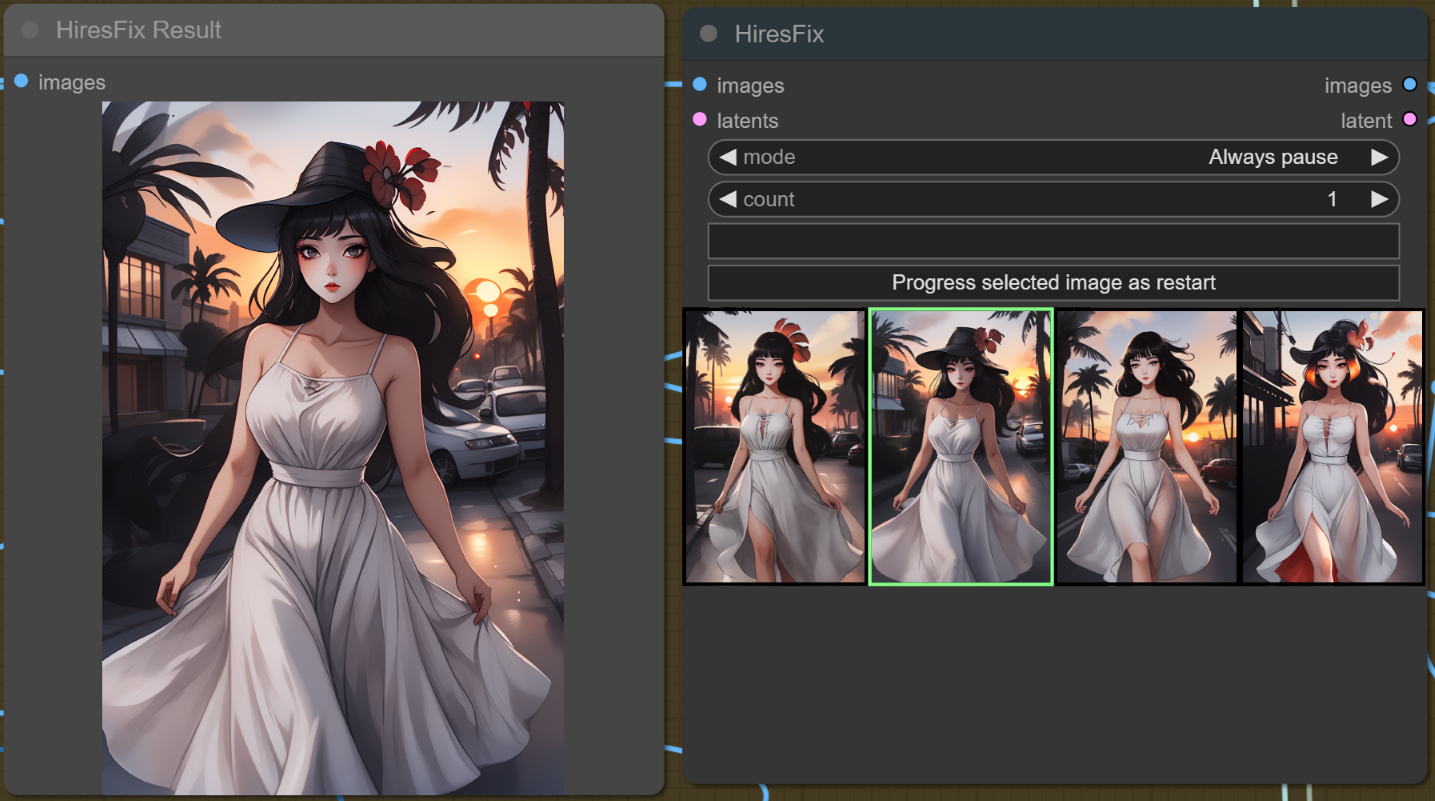 HiresFix Result
images
HiresFix
images images
latents latent
mode Always pause
count 1
Progress selected image as restart